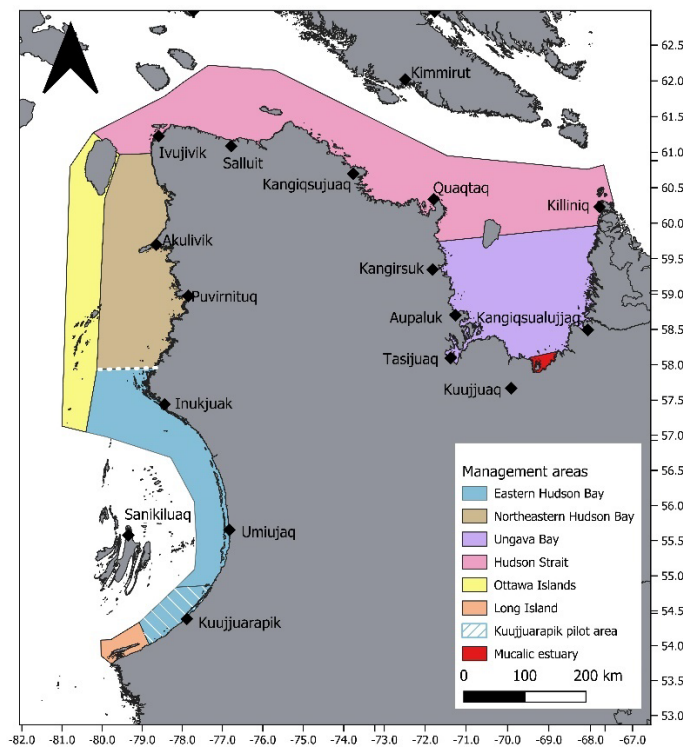 Kimmirut
Ivujivik
Salluit
Kangiqsujuaq
Quaqtaq
Killiniq
Akulivik
Kangirsuk
Puvirnituq
Aupaluk
Kangiqsualujjaq
Tasijuaq
Kuujjuaq
Inukjuak
Sanikiluaq
Umiujaq
Kuujjuarapik
Management areas
Eastern Hudson Bay
Northeastern Hudson Bay
Ungava Bay
Hudson Strait
Ottawa Islands
Long Island
Kuujjuarapik pilot area
Mucalic estuary
0 100 200 km
62.5
62.0
61.5
61.0
60.5
60.0
59.5
59.0
58.5
58.0
57.5
57.0
56.5
56.0
55.5
55.0
54.5
54.0
53.5
53.0
-82.0 -81.0 -80.0 -79.0 -78.0 -77.0 -76.0 -75.0 -74.0 -73.0 -72.0 -71.0 -70.0 -69.0 -68.0 -67.0